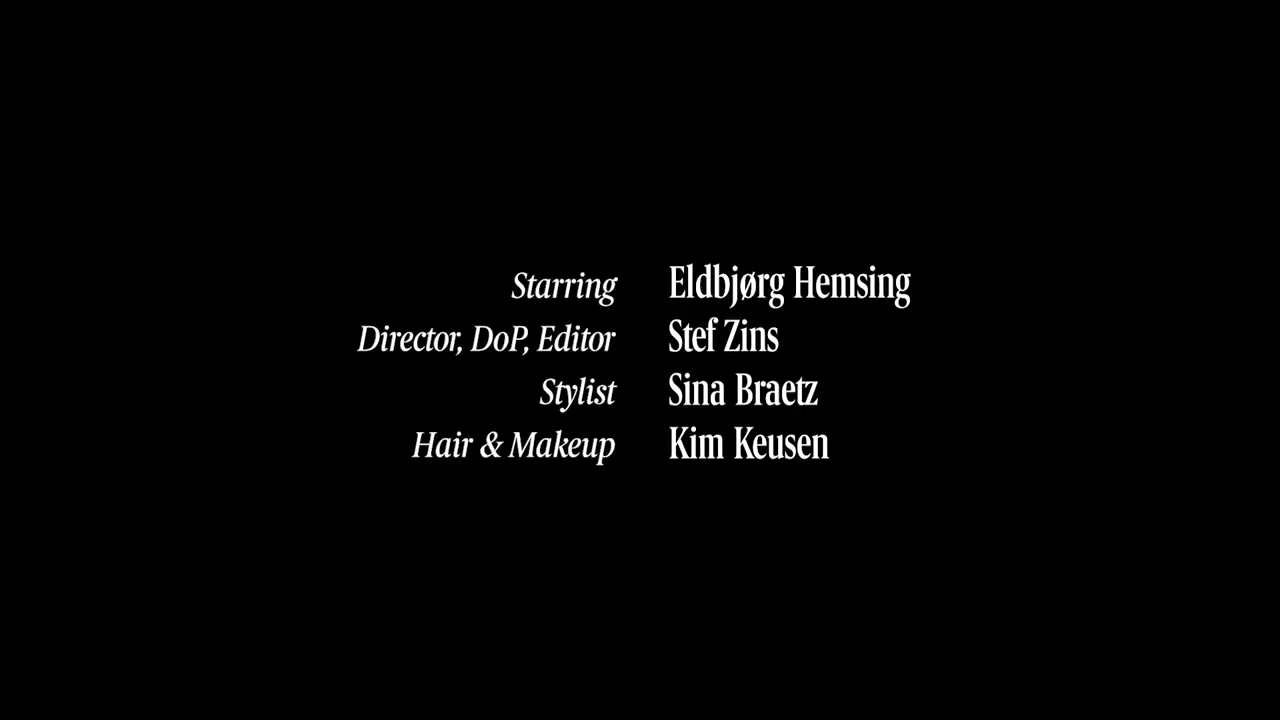 Starring Eldbjørg Hemsing
Director, DoP, Editor Stef Zins
Stylist Sina Braetz
Hair & Makeup Kim Keusen